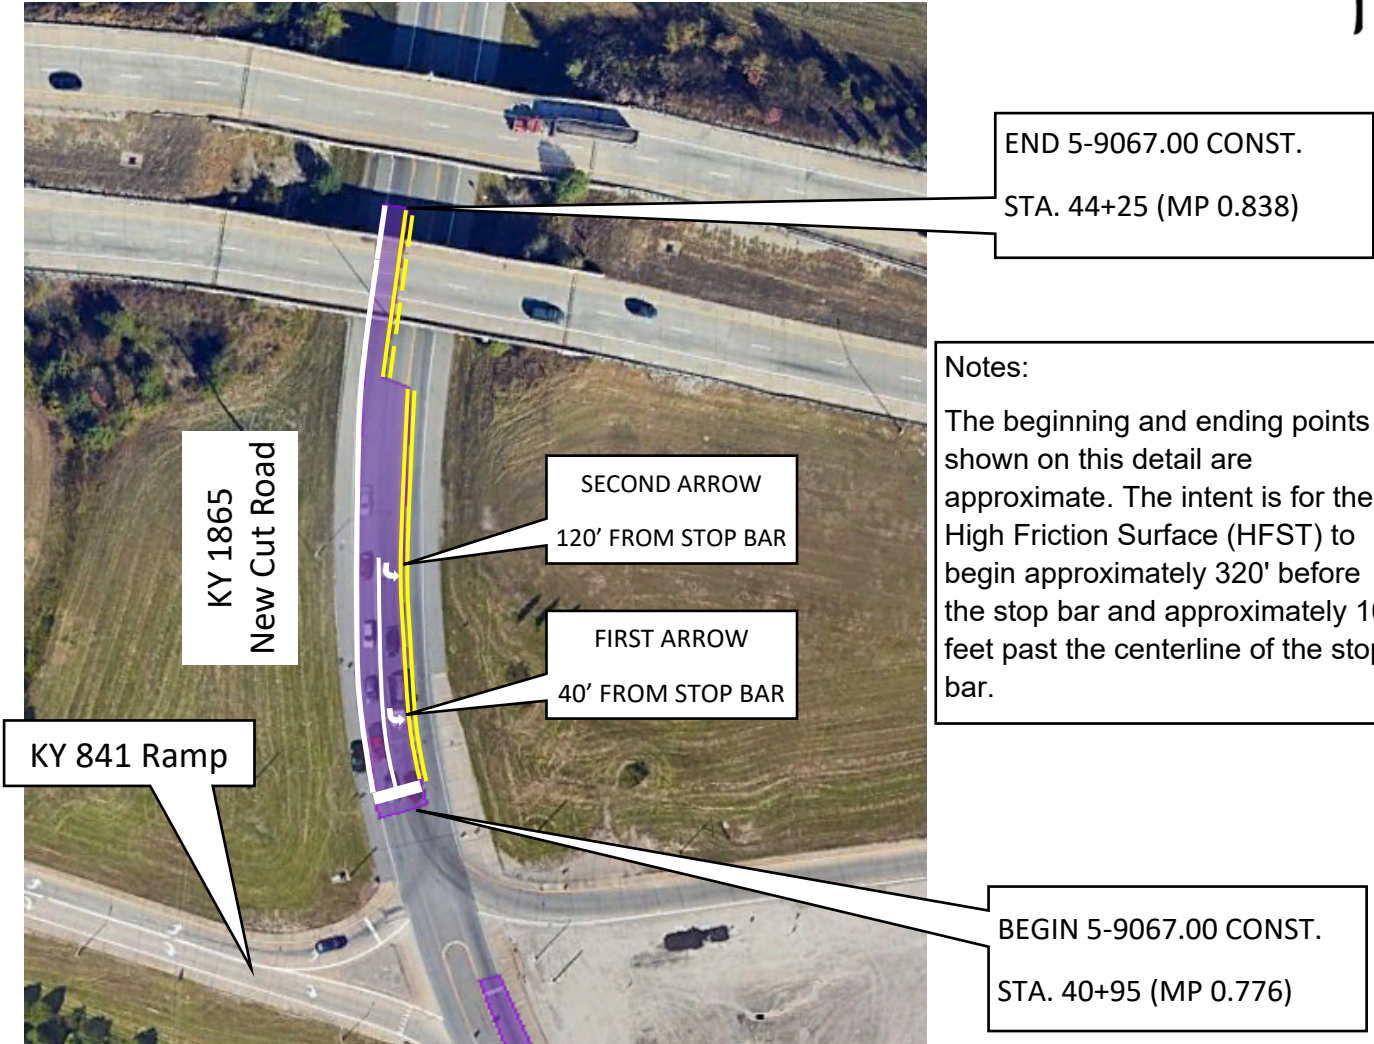 END 5-9067.00 CONST.
STA. 44+25 (MP 0.838)
Notes:
The beginning and ending points
shown on this detail are
approximate. The intent is for the
High Friction Surface (HFST) to
begin approximately 320' before
the stop bar and approximately
feet past the centerline of the
bar.
KY 1865
New Cut Road
SECOND ARROW
120’ FROM STOP BAR
FIRST ARROW
40’ FROM STOP BAR
KY 841 Ramp
BEGIN 5-9067.00 CONST.
STA. 40+95 (MP 0.776)